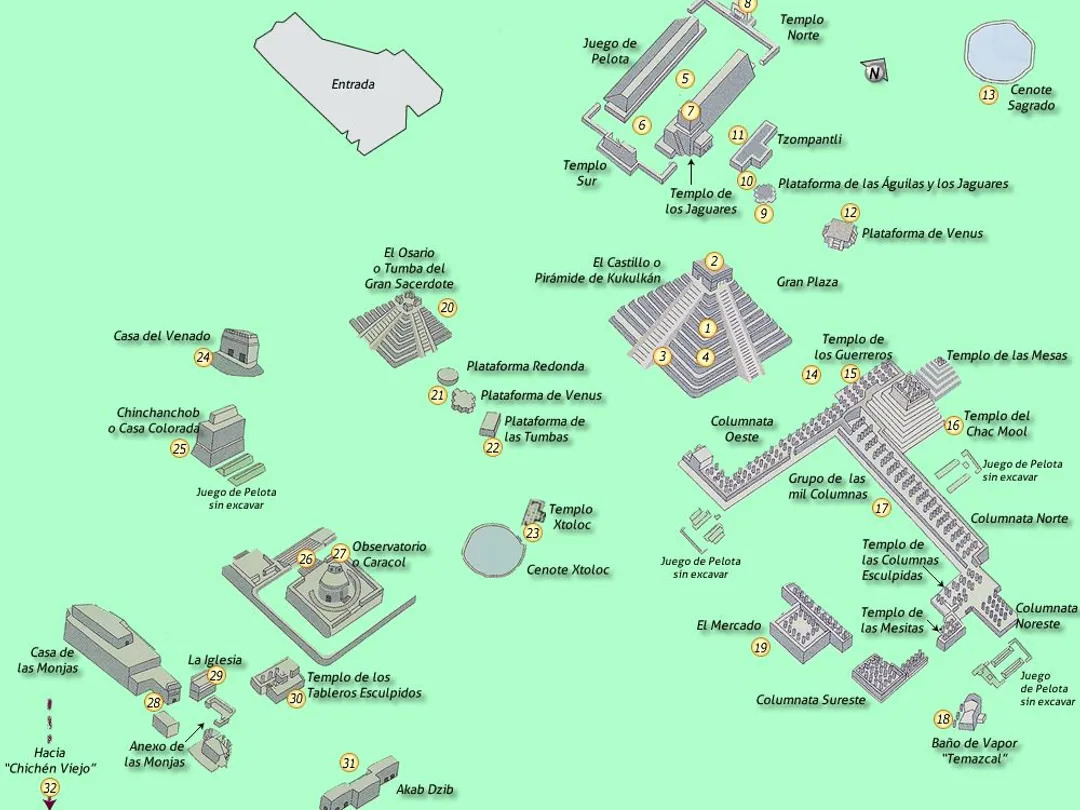 8
Templo
Norte
Juego de
Pelota
Entrada
5
N
13
Cenote
Sagrado
7
6
11
Tzompantli
Templo
Sur
10
Plataforma de las Águilas y los Jaguares
Templo de
los Jaguares
9
12
Plataforma de Venus
El Osario
o Tumba del
Gran Sacerdote
20
El Castillo o
Pirámide de Kukulkán
2
Gran Plaza
1
3
4
Casa del Venado
24
Templo de
los Guerreros
14
15
Templo de las Mesas
Plataforma Redonda
21
Plataforma de Venus
Plataforma de
las Tumbas
22
Chinchanchob
o Casa Colorada
25
Juego de Pelota
sin excavar
Columnata
Oeste
16
Templo del
Chac Mool
Juego de Pelota
sin excavar
Grupo de las
mil Columnas
17
Columnata Norte
Templo
Xtoloc
23
Cenote Xtoloc
Juego de Pelota
sin excavar
26
27
Observatorio
o Caracol
Templo de
las Columnas
Esculpidas
Templo de
las Mesitas
Columnata
Noreste
El Mercado
19
Columnata Sureste
Juego
de Pelota
sin excavar
18
Baño de Vapor
“Temazcal”
Casa de
las Monjas
La Iglesia
29
28
Templo de los
Tableros Esculpidos
30
Anexo de
las Monjas
Hacia
“Chichén Viejo”
32
31
Akab Dzib